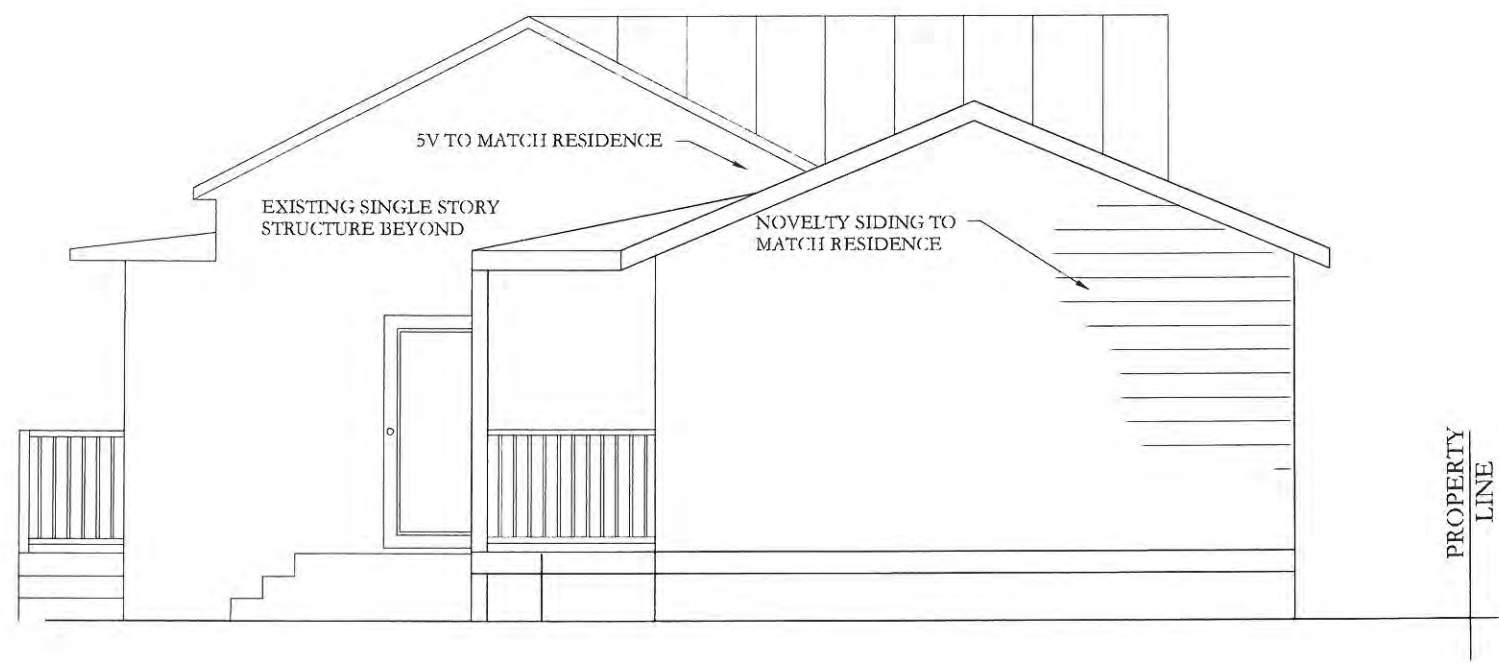 5V TO MATCH RESIDENCE
EXISTING SINGLE STORY
STRUCTURE BEYOND
NOVELTY SIDING TO
MATCH RESIDENCE
PROPERTY
LINE